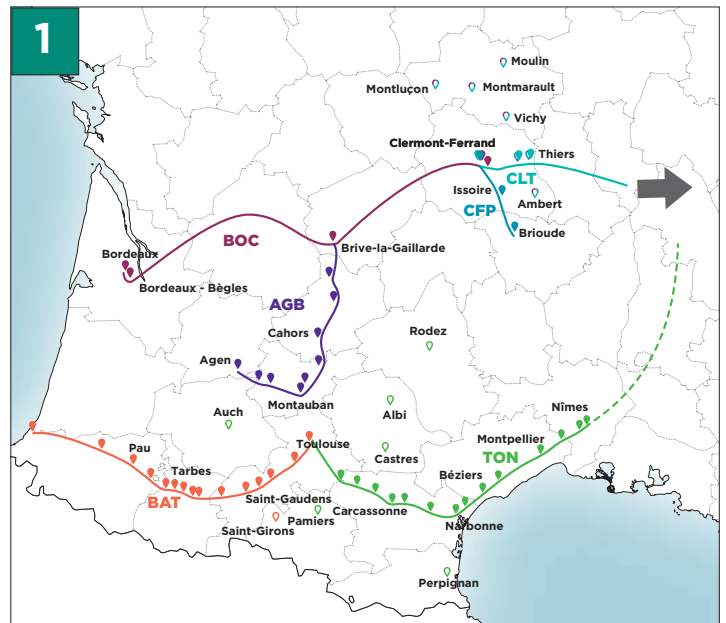 1
Moulin
Montluçon
Montmarault
Vichy
Clermont-Ferrand
Thiers
CLT
Issoire
Ambert
CFP
Brioude
BOC
Brive-la-Gaillarde
Bordeaux
Bordeaux - Bègles
AGB
Cahors
Rodez
Agen
Montauban
Albi
Auch
Nîmes
Toulouse
Castres
Montpellier
Pau
TON
Tarbes
Béziers
BAT
Saint-Gaudens
Carcassonne
Pamiers
Narbonne
Saint-Girons
Perpignan